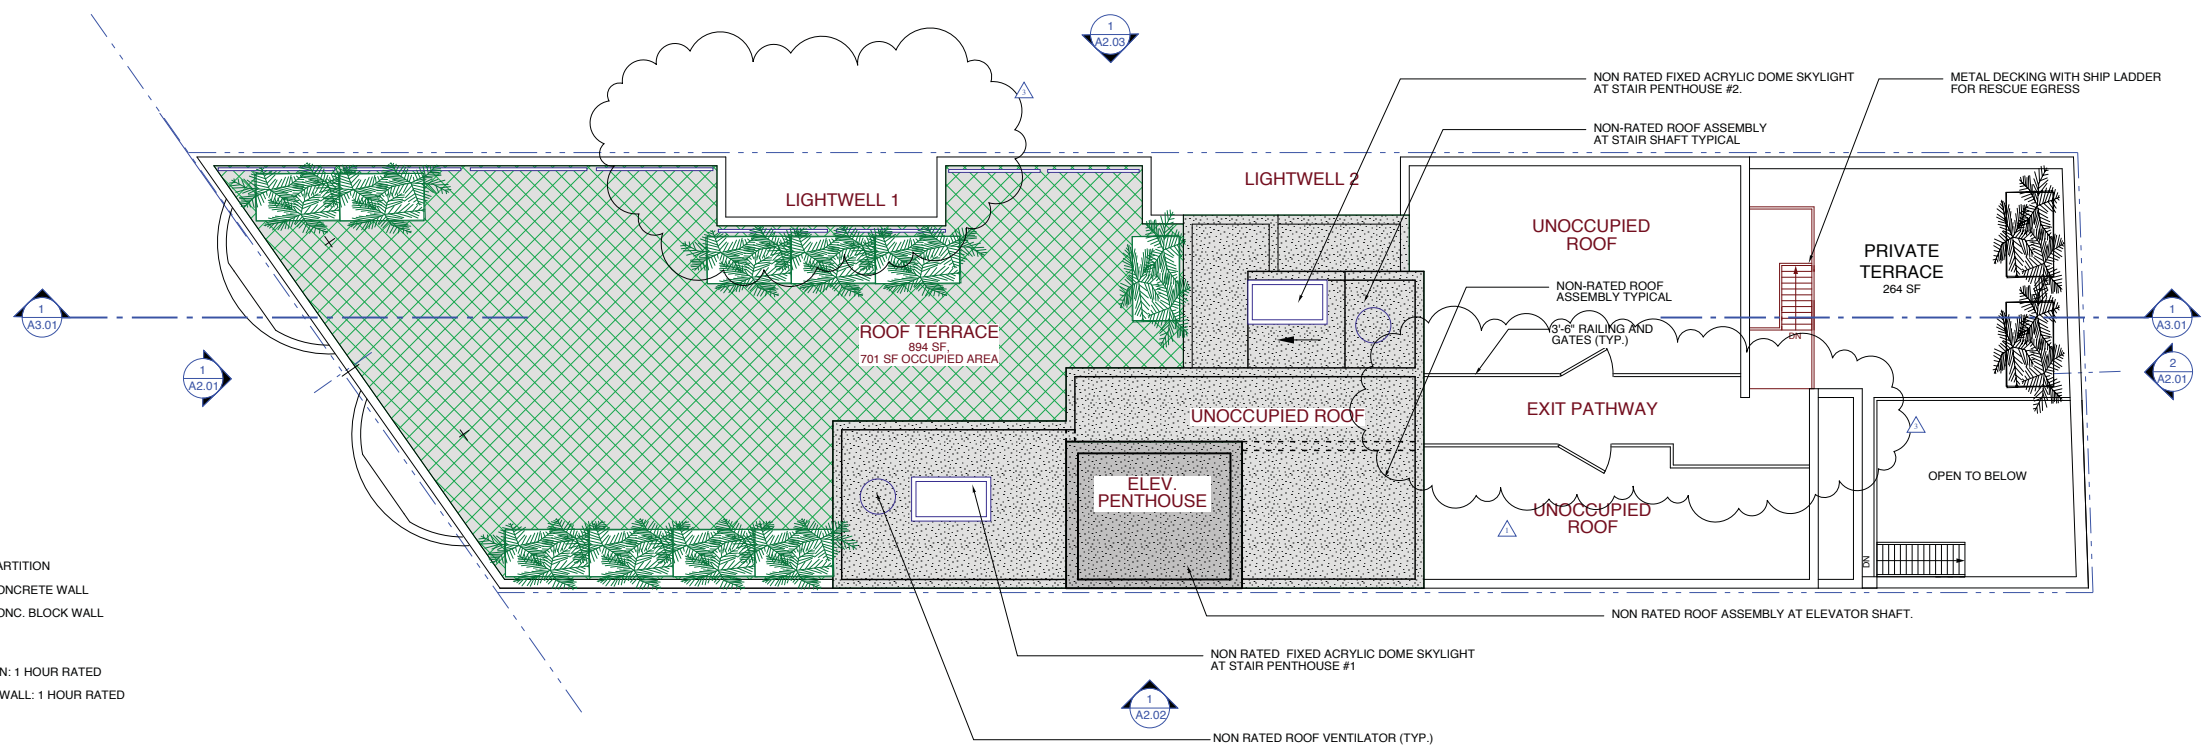 1
A2.03
3
NON RATED FIXED ACRYLIC DOME SKYLIGHT
AT STAIR PENTHOUSE #2.
METAL DECKING WITH SHIP LADDER
FOR RESCUE EGRESS
NON-RATED ROOF ASSEMBLY
AT STAIR SHAFT TYPICAL
LIGHTWELL 1
LIGHTWELL 2
UNOCCUPIED
ROOF
PRIVATE
TERRACE
264 SF
NON-RATED ROOF
ASSEMBLY TYPICAL
1
A3.01
ROOF TERRACE
894 SF,
701 SF OCCUPIED AREA
3'-6" RAILING AND
GATES (TYP.)
DN
1
A3.01
1
A2.01
2
A2.01
UNOCCUPIED ROOF
EXIT PATHWAY
3
ELEV.
PENTHOUSE
OPEN TO BELOW
UNOCCUPIED
ROOF
1
DN
ARTITION
ONCRETE WALL
ONC. BLOCK WALL
NON RATED ROOF ASSEMBLY AT ELEVATOR SHAFT.
N: 1 HOUR RATED
WALL: 1 HOUR RATED
NON RATED FIXED ACRYLIC DOME SKYLIGHT
AT STAIR PENTHOUSE #1
1
A2.02
NON RATED ROOF VENTILATOR (TYP.)